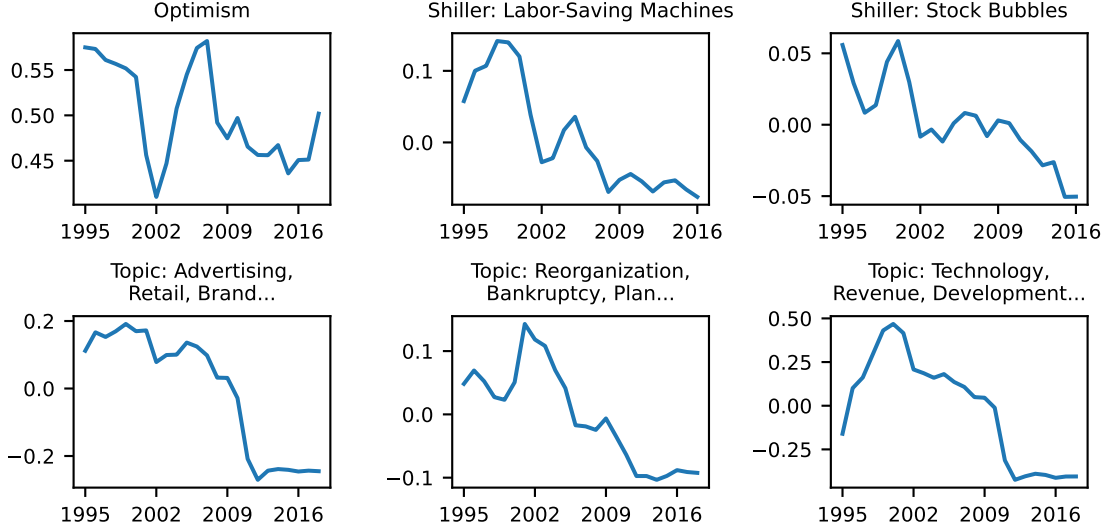 Optimism
0.55
0.50
0.45
1995 2002 2009 2016
Shiller: Labor-Saving Machines
0.1
0.0
1995 2002 2009 2016
Shiller: Stock Bubbles
0.05
0.00
−0.05
1995 2002 2009 2016
Topic: Advertising,
Retail, Brand...
0.2
0.0
−0.2
1995 2002 2009 2016
Topic: Reorganization,
Bankruptcy, Plan...
0.1
0.0
−0.1
1995 2002 2009 2016
Topic: Technology,
Revenue, Development...
0.50
0.25
0.00
−0.25
1995 2002 2009 2016